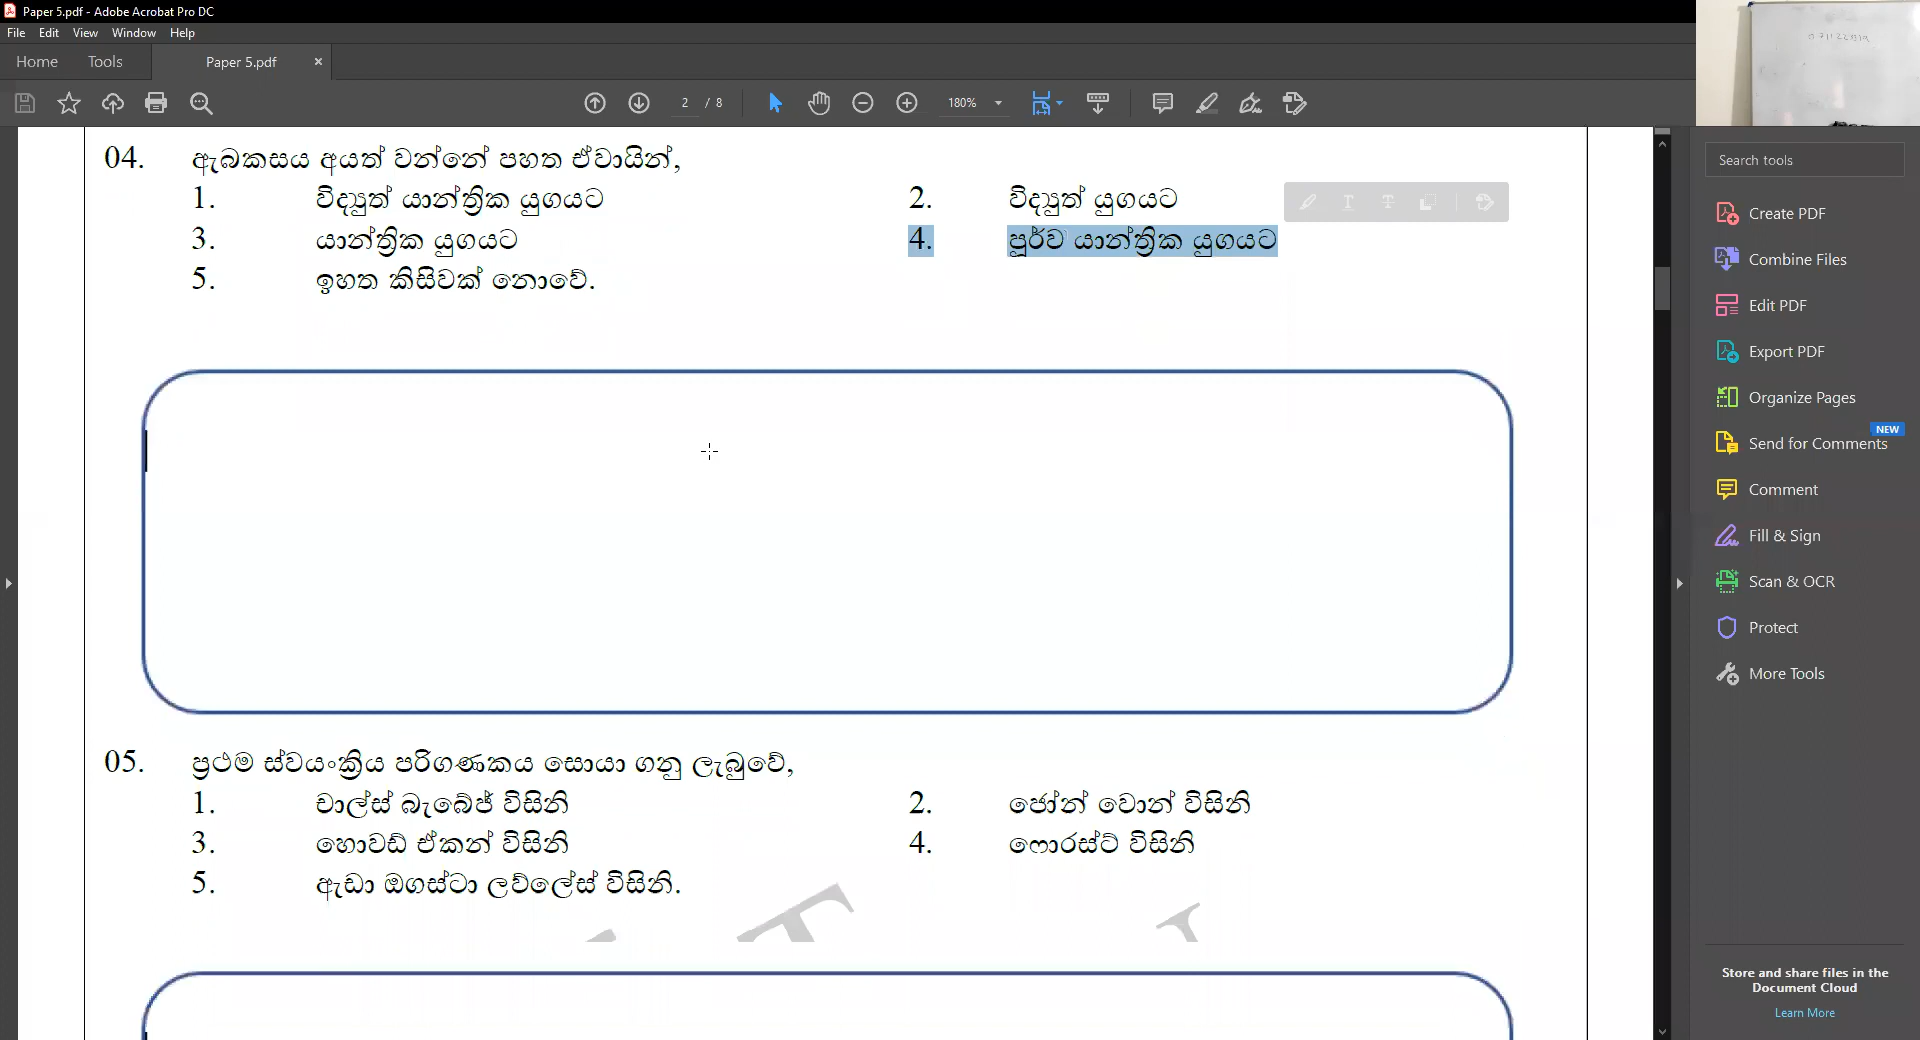 Paper 5.pdf - Adobe Acrobat Pro DC
File Edit View Window Help
Home Tools Paper 5.pdf ×
2 / 8 180%
04. ඇබකසය අයත් වන්නේ පහත ඒවායින්,
1. විද්‍යුත් යාන්ත්‍රික යුගයට 2. විද්‍යුත් යුගයට
3. යාන්ත්‍රික යුගයට 4. පූර්ව යාන්ත්‍රික යුගයට
5. ඉහත කිසිවක් නොවේ.
05. ප්‍රථම ස්වයංක්‍රිය පරිගණකය සොයා ගනු ලැබුවේ,
1. චාල්ස් බැබේජ් විසිනි 2. ජෝන් වොන් විසිනි
3. හොවඩ් ඒකන් විසිනි 4. ෆොරස්ට් විසිනි
5. ඇඩා ඔගස්ටා ලව්ලේස් විසිනි.
Search tools
Create PDF
Combine Files
Edit PDF
Export PDF
Organize Pages
NEW
Send for Comments
Comment
Fill & Sign
Scan & OCR
Protect
More Tools
Store and share files in the
Document Cloud
Learn More